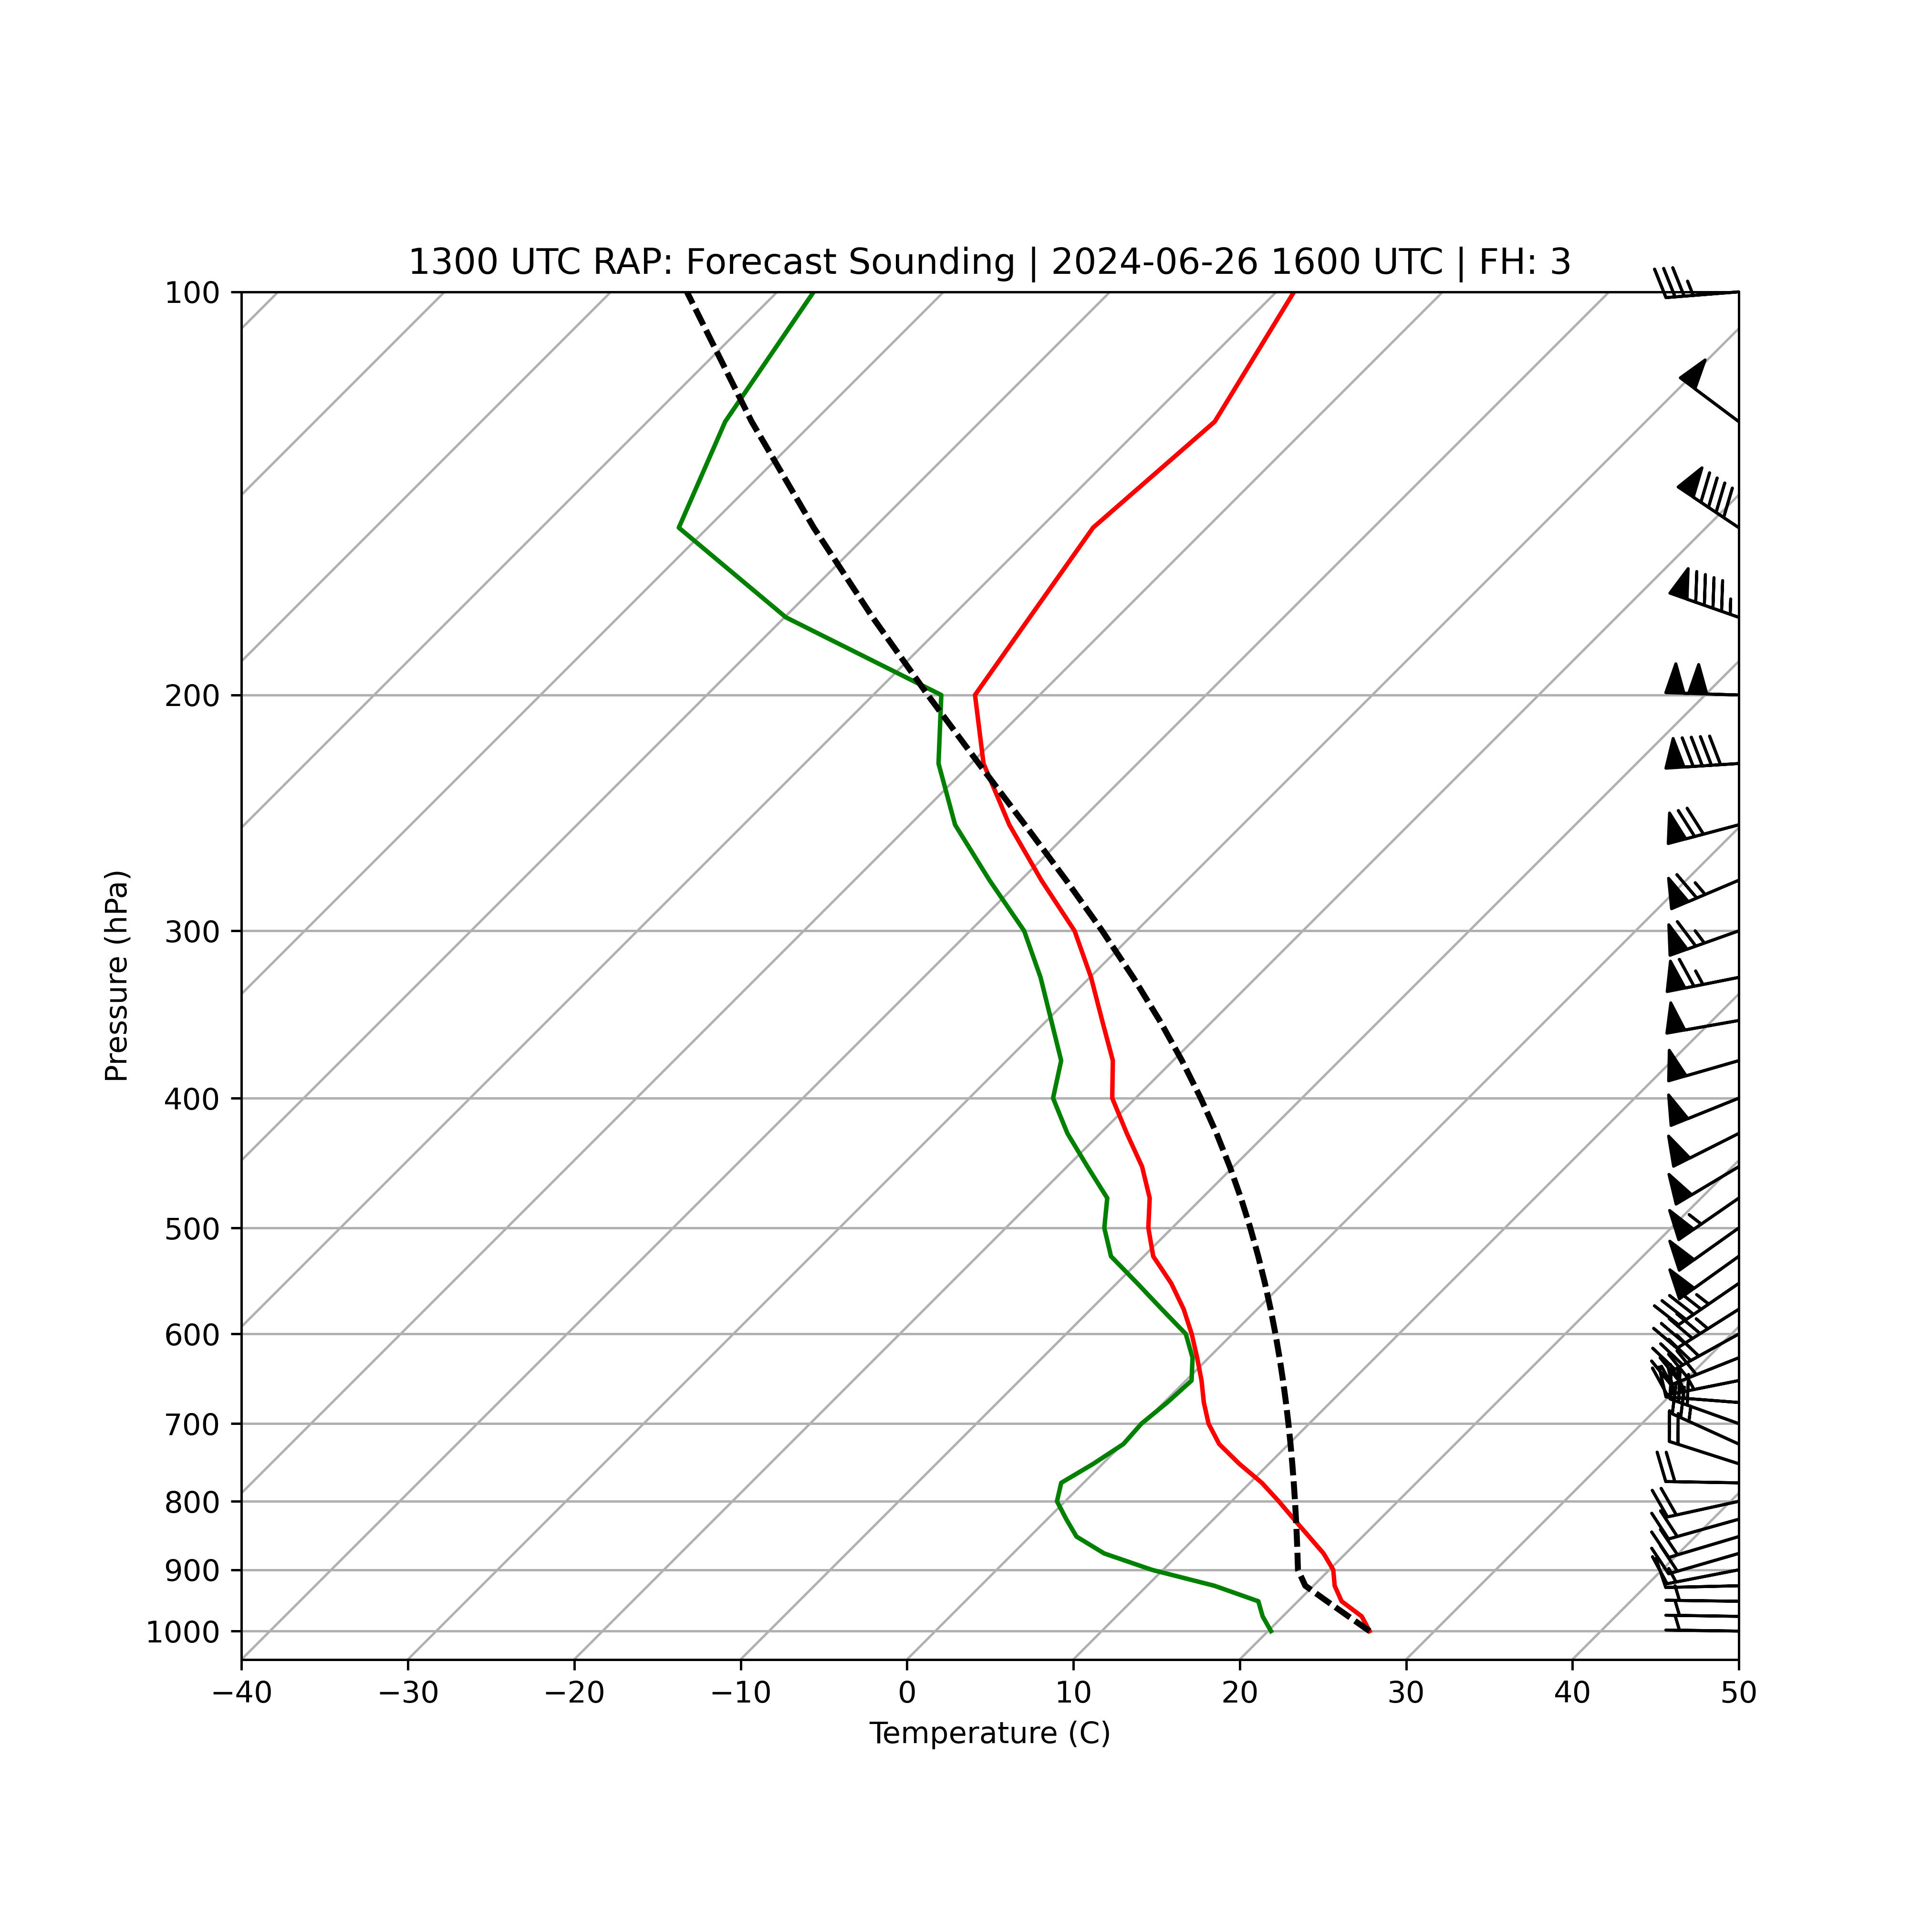 1300 UTC RAP: Forecast Sounding | 2024-06-26 1600 UTC | FH: 3
100
200
300
400
500
600
700
800
900
1000
Pressure (hPa)
−40 −30 −20 −10 0 10 20 30 40 50
Temperature (C)